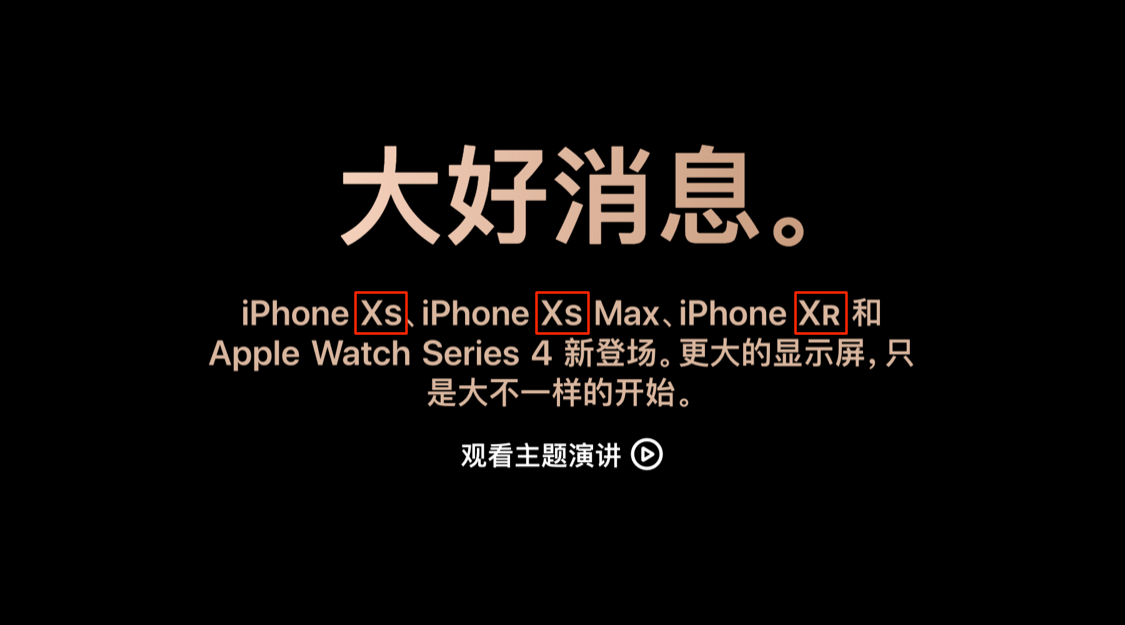 大好消息。
iPhone Xs、iPhone Xs Max、iPhone XR 和
Apple Watch Series 4 新登场。更大的显示屏，只
是大不一样的开始。
观看主题演讲